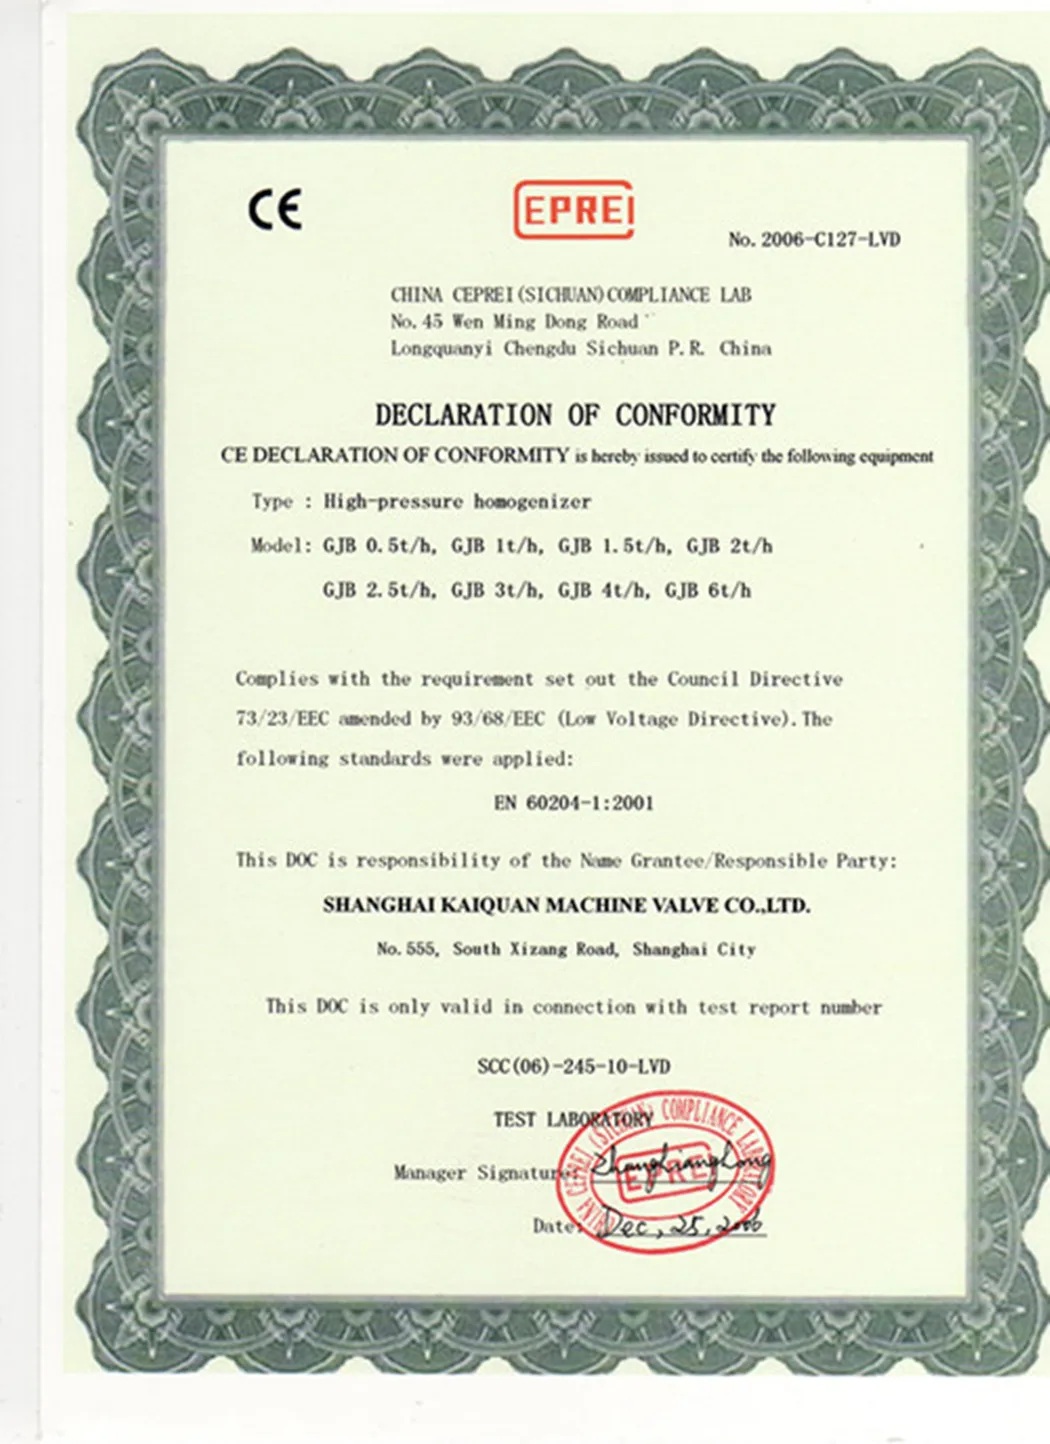 CE
EPREI
No. 2006-C127-LVD
CHINA CEPREI(SICHUAN)COMPLIANCE LAB
No. 45 Wen Ming Dong Road
Longquanyi Chengdu Sichuan P.R. China
DECLARATION OF CONFORMITY
CE DECLARATION OF CONFORMITY is hereby issued to certify the following equipment
Type : High-pressure homogenizer
Model: GJB 0.5t/h, GJB 1t/h, GJB 1.5t/h, GJB 2t/h
GJB 2.5t/h, GJB 3t/h, GJB 4t/h, GJB 6t/h
Complies with the requirement set out the Council Directive
73/23/EEC amended by 93/68/EEC (Low Voltage Directive).The
following standards were applied:
EN 60204-1:2001
This DOC is responsibility of the Name Grantee/Responsible Party:
SHANGHAI KAIQUAN MACHINE VALVE CO.,LTD.
No.555, South Xizang Road, Shanghai City
This DOC is only valid in connection with test report number
SCC(06)-245-10-LVD
TEST LABORATORY
CHINA CEPREI (SICHUAN) COMPLIANCE LABORATORY
EPREI
Manager Signature:
Date: Dec, 25, 2006